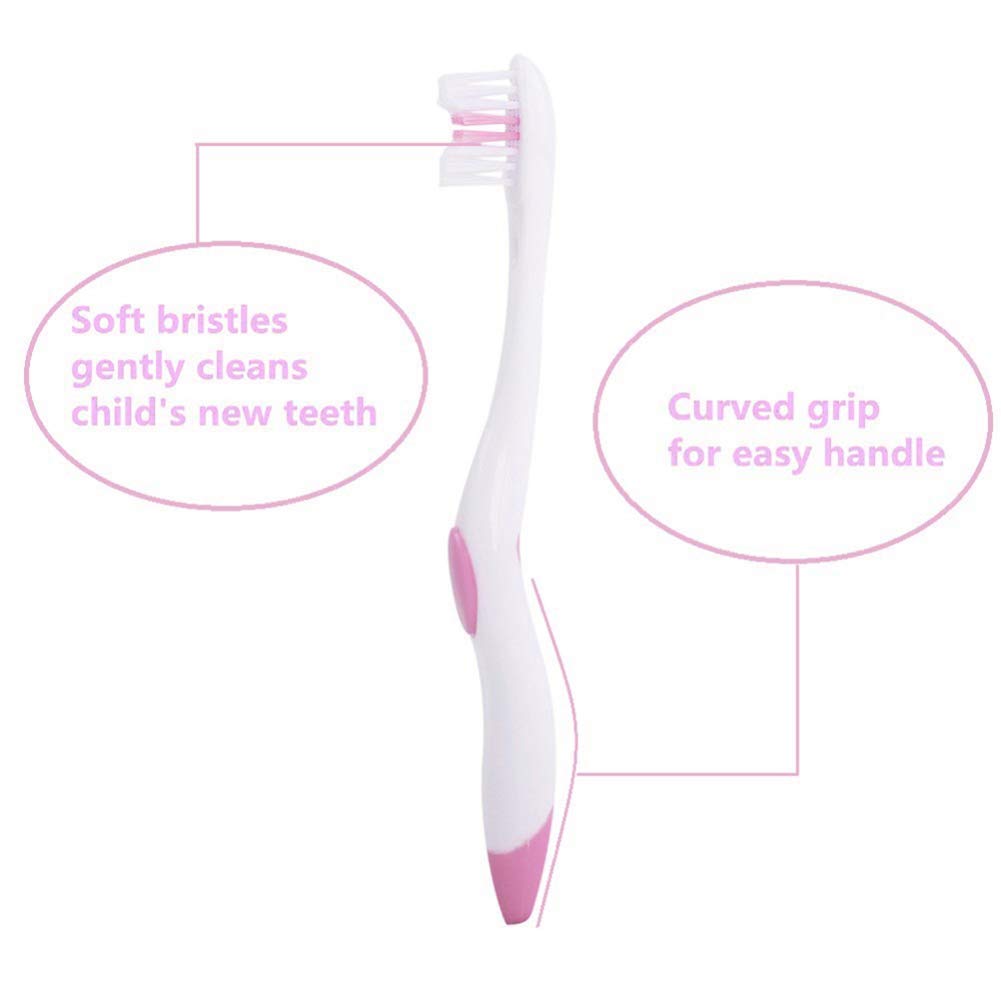 Soft bristles
gently cleans
child's new teeth
Curved grip
for easy handle